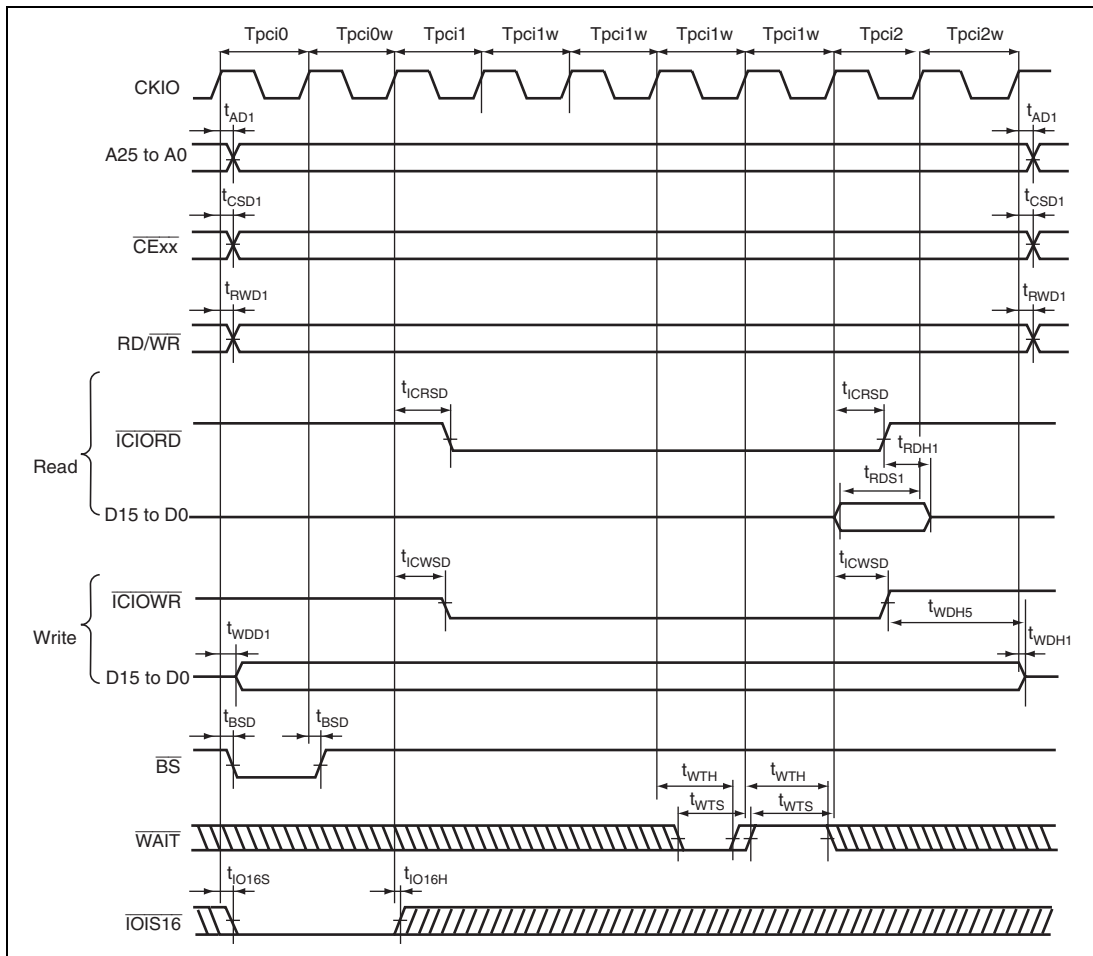 Tpci0 Tpci0w Tpci1 Tpci1w Tpci1w Tpci1w Tpci1w Tpci2 Tpci2w
CKIO
tAD1 tAD1
A25 to A0
tCSD1 tCSD1
CExx
tRWD1 tRWD1
RD/WR
tICRSD tICRSD
ICIORD
tRDH1
Read
tRDS1
D15 to D0
tICWSD tICWSD
ICIOWR
tWDH5
Write
tWDD1 tWDH1
D15 to D0
tBSD tBSD
BS
tWTH tWTH
tWTS tWTS
WAIT
tIO16S tIO16H
IOIS16